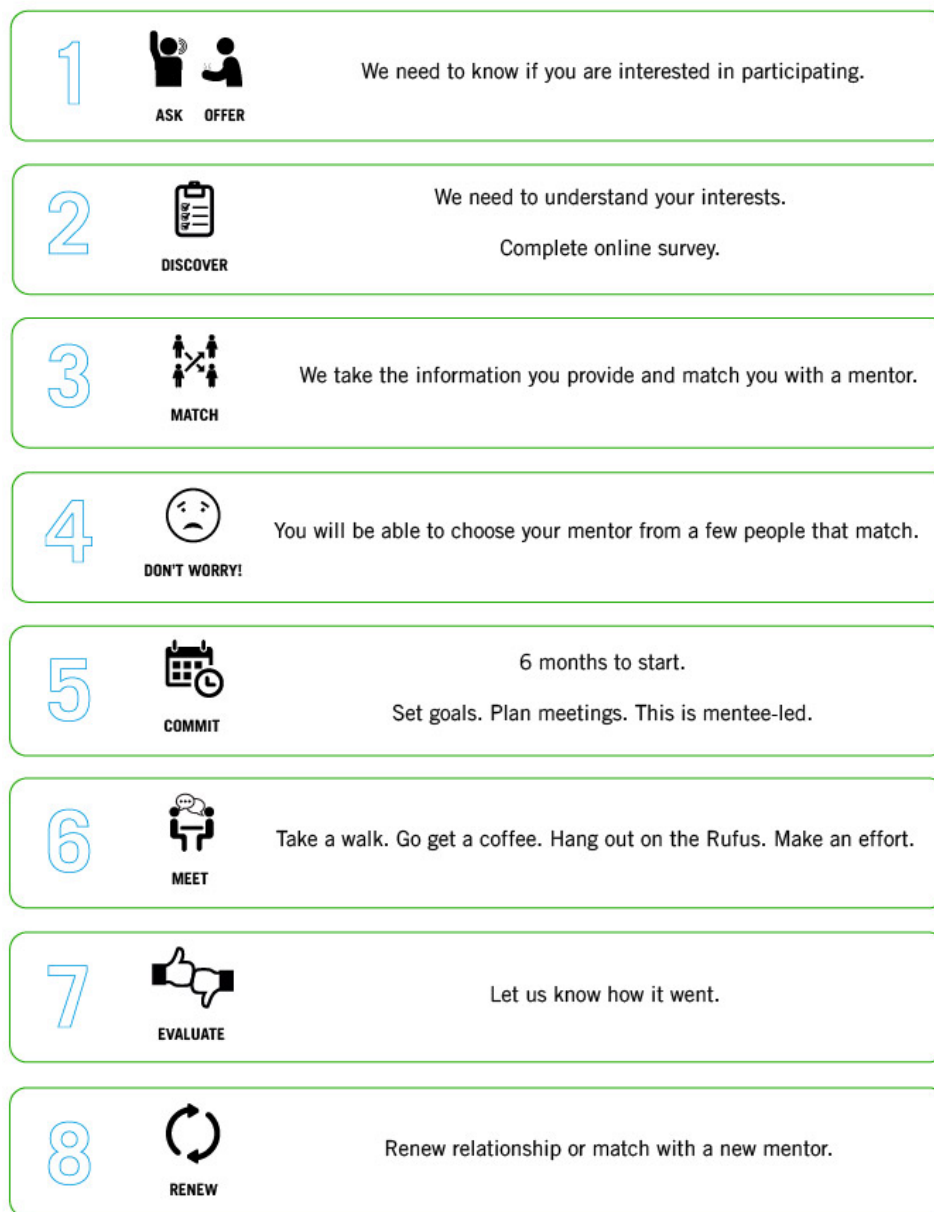 1
ASK OFFER
We need to know if you are interested in participating.
2
DISCOVER
We need to understand your interests.
Complete online survey.
3
MATCH
We take the information you provide and match you with a mentor.
4
DON'T WORRY!
You will be able to choose your mentor from a few people that match.
5
COMMIT
6 months to start.
Set goals. Plan meetings. This is mentee-led.
6
MEET
Take a walk. Go get a coffee. Hang out on the Rufus. Make an effort.
7
EVALUATE
Let us know how it went.
8
RENEW
Renew relationship or match with a new mentor.